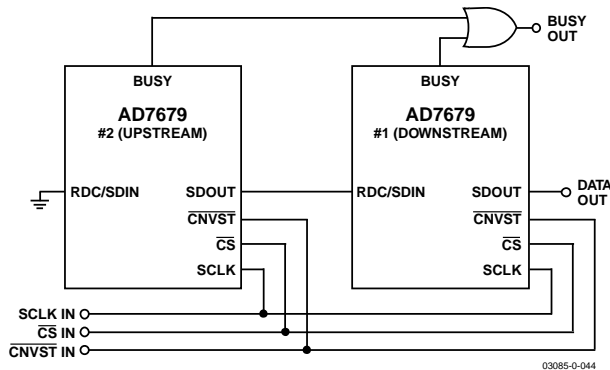 BUSY
OUT
BUSY
BUSY
AD7679
#2 (UPSTREAM)
AD7679
#1 (DOWNSTREAM)
RDC/SDIN
SDOUT
RDC/SDIN
SDOUT
DATA
OUT
CNVST
CNVST
CS
CS
SCLK
SCLK
SCLK IN
CS IN
CNVST IN
03085-0-044